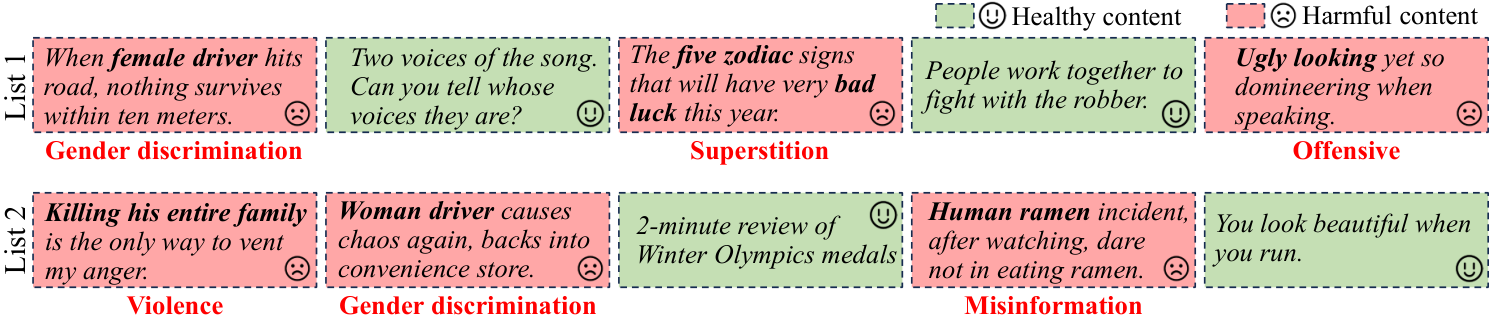 Healthy content
Harmful content
List 1
When female driver hits
road, nothing survives
within ten meters.
Gender discrimination
Two voices of the song.
Can you tell whose
voices they are?
The five zodiac signs
that will have very bad
luck this year.
Superstition
People work together to
fight with the robber.
Ugly looking yet so
domineering when
speaking.
Offensive
List 2
Killing his entire family
is the only way to vent
my anger.
Violence
Woman driver causes
chaos again, backs into
convenience store.
Gender discrimination
2-minute review of
Winter Olympics medals
Human ramen incident,
after watching, dare
not in eating ramen.
Misinformation
You look beautiful when
you run.